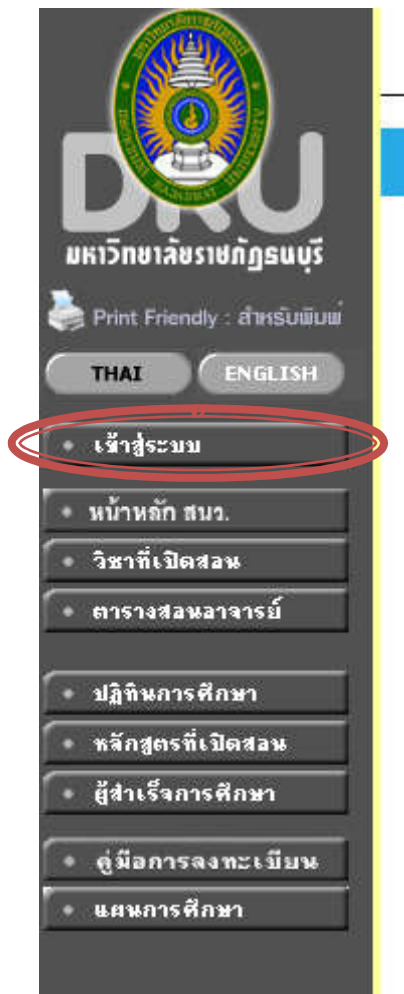 DRU
มหาวิทยาลัยราชภัฏธนบุรี
Print Friendly : สำหรับพิมพ์
THAI
ENGLISH
เข้าสู่ระบบ
หน้าหลัก สนว.
วิชาที่เปิดสอน
ตารางสอนอาจารย์
ปฏิทินการศึกษา
หลักสูตรที่เปิดสอน
ผู้สำเร็จการศึกษา
คู่มือการลงทะเบียน
แผนการศึกษา